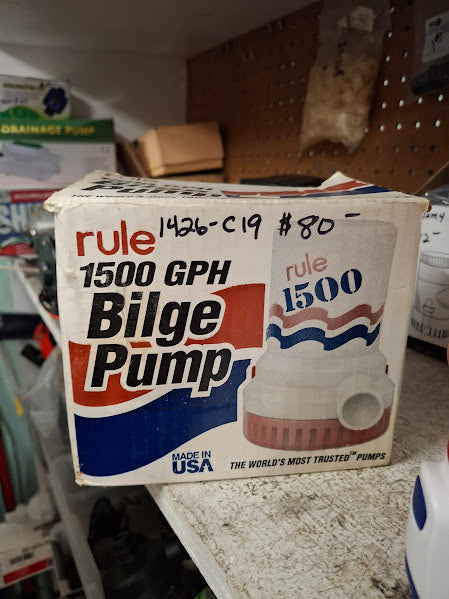 DRAINAGE PUMP
rule 1426-C19 $80-
1500 GPH
Bilge
Pump
rule
1500
MADE IN
USA
THE WORLD'S MOST TRUSTED™ PUMPS